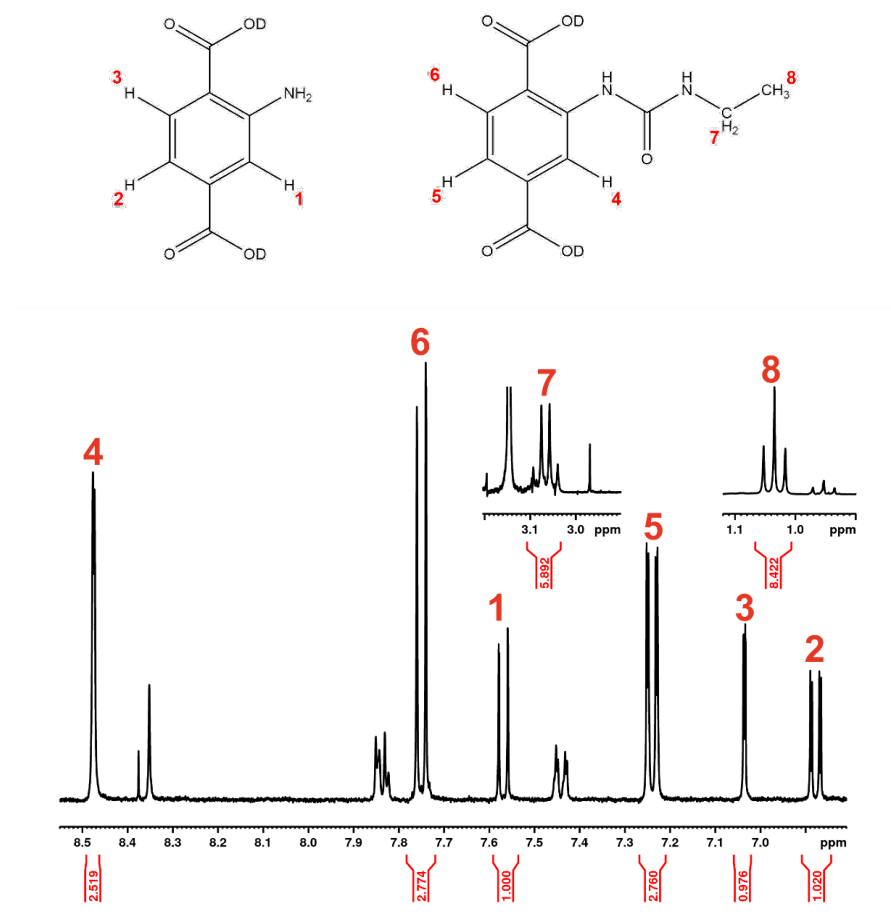 O OD
3
H
NH₂
H
2
H
1
O
OD
O OD
6
H
H
N
H
N
CH₃
8
C
H₂
7
O
H
5
H
4
O
OD
6
8
7
4
5
3.1 3.0 ppm
1.1 1.0 ppm
5.892
8.422
1
3
2
8.5 8.4 8.3 8.2 8.1 8.0 7.9 7.8 7.7 7.6 7.5 7.4 7.3 7.2 7.1 7.0 ppm
2.519 2.774 1.000 2.760 0.976 1.020